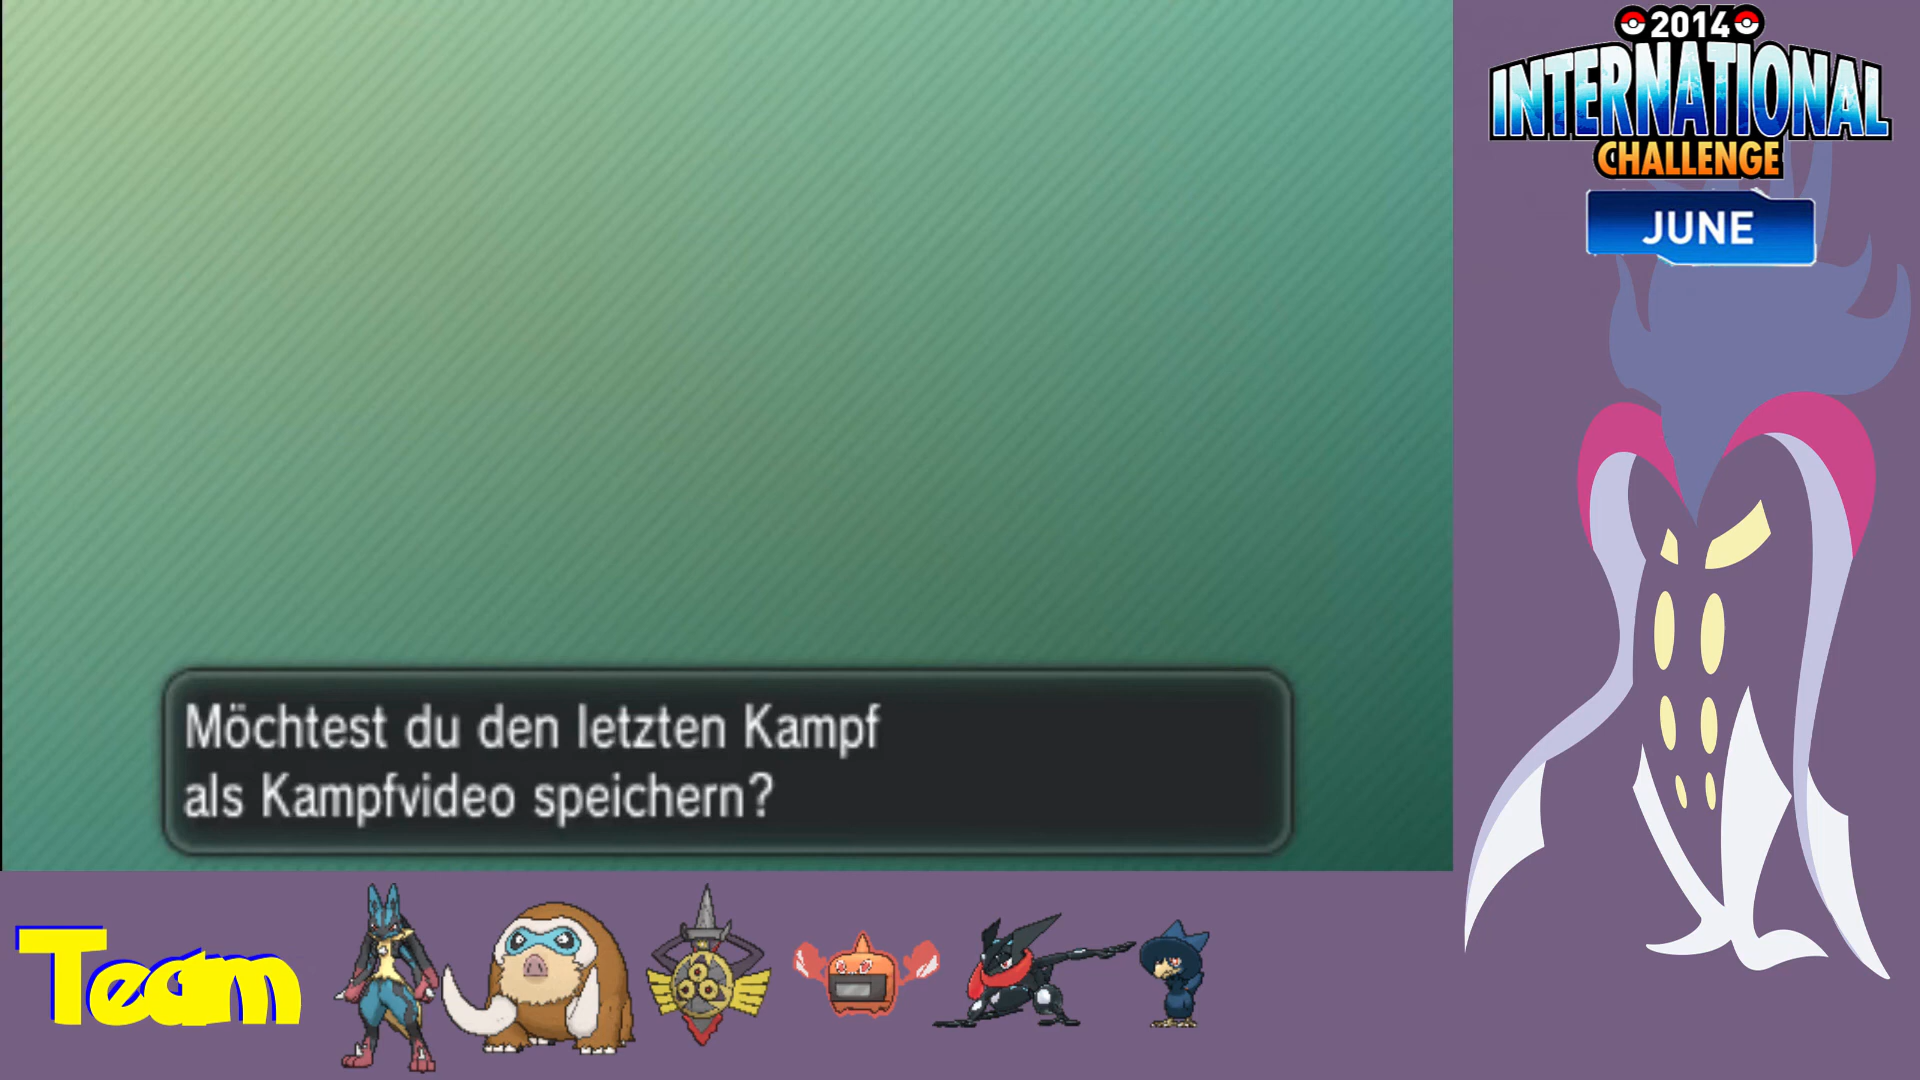 2014
INTERNATIONAL
CHALLENGE
JUNE
Möchtest du den letzten Kampf
als Kampfvideo speichern?
Team